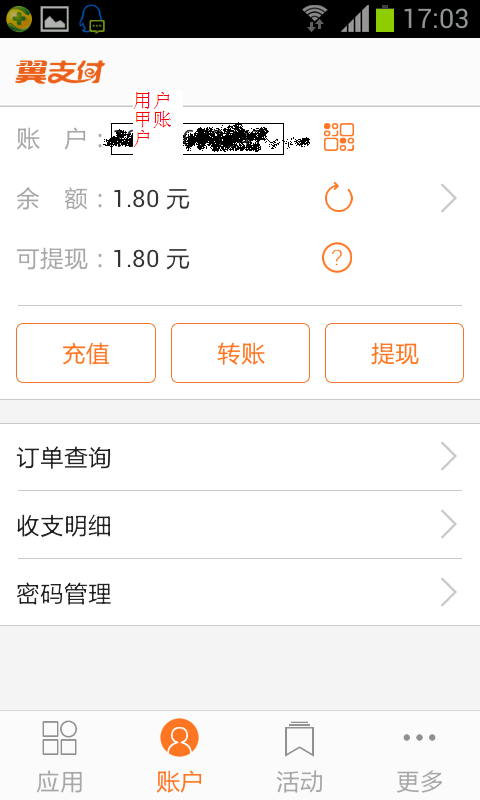 17:03
翼支付
用户
甲账
户
账 户：
余 额：1.80 元
可提现：1.80 元
充值 转账 提现
订单查询
收支明细
密码管理
应用 账户 活动 更多